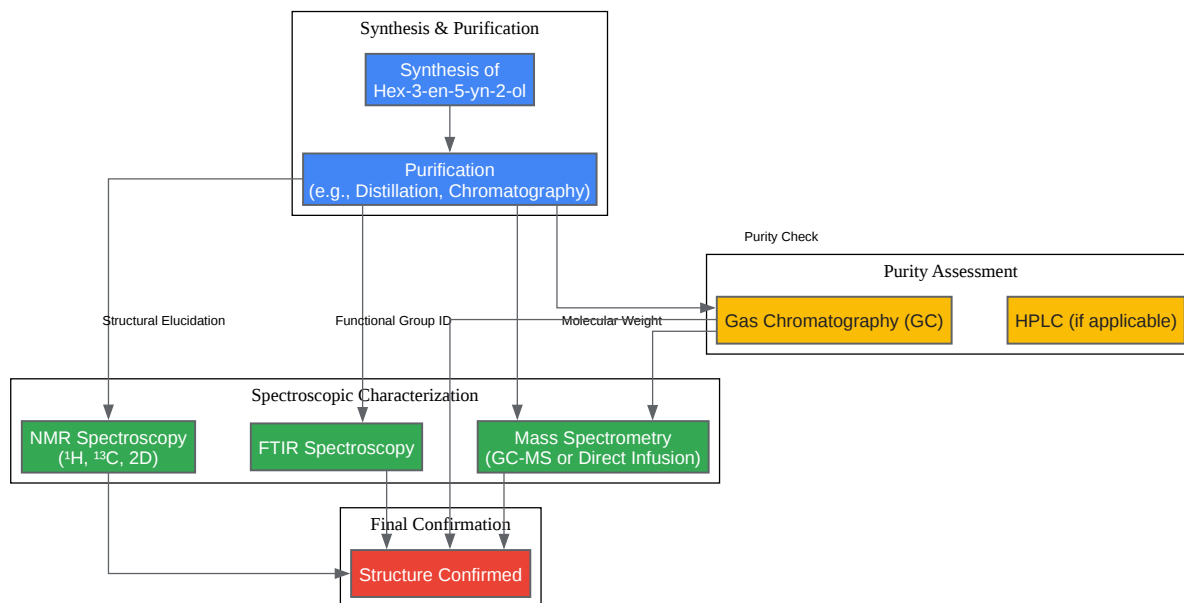 Synthesis & Purification
Synthesis of
Hex-3-en-5-yn-2-ol
Purification
(e.g., Distillation, Chromatography)
Purity Check
Purity Assessment
Gas Chromatography (GC)
HPLC (if applicable)
Structural Elucidation
Functional Group ID
Molecular Weight
Spectroscopic Characterization
NMR Spectroscopy
(¹H, ¹³C, 2D)
FTIR Spectroscopy
Mass Spectrometry
(GC-MS or Direct Infusion)
Final Confirmation
Structure Confirmed